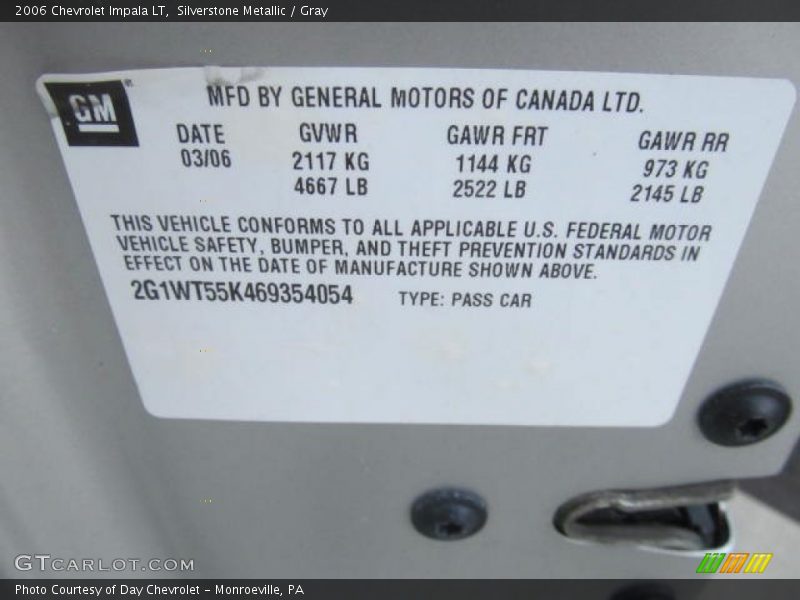 2006 Chevrolet Impala LT, Silverstone Metallic / Gray
GM
MFD BY GENERAL MOTORS OF CANADA LTD.
DATE GVWR GAWR FRT GAWR RR
03/06 2117 KG 1144 KG 973 KG
4667 LB 2522 LB 2145 LB
THIS VEHICLE CONFORMS TO ALL APPLICABLE U.S. FEDERAL MOTOR
VEHICLE SAFETY, BUMPER, AND THEFT PREVENTION STANDARDS IN
EFFECT ON THE DATE OF MANUFACTURE SHOWN ABOVE.
2G1WT55K469354054 TYPE: PASS CAR
GTCARLOT.COM
Photo Courtesy of Day Chevrolet – Monroeville, PA